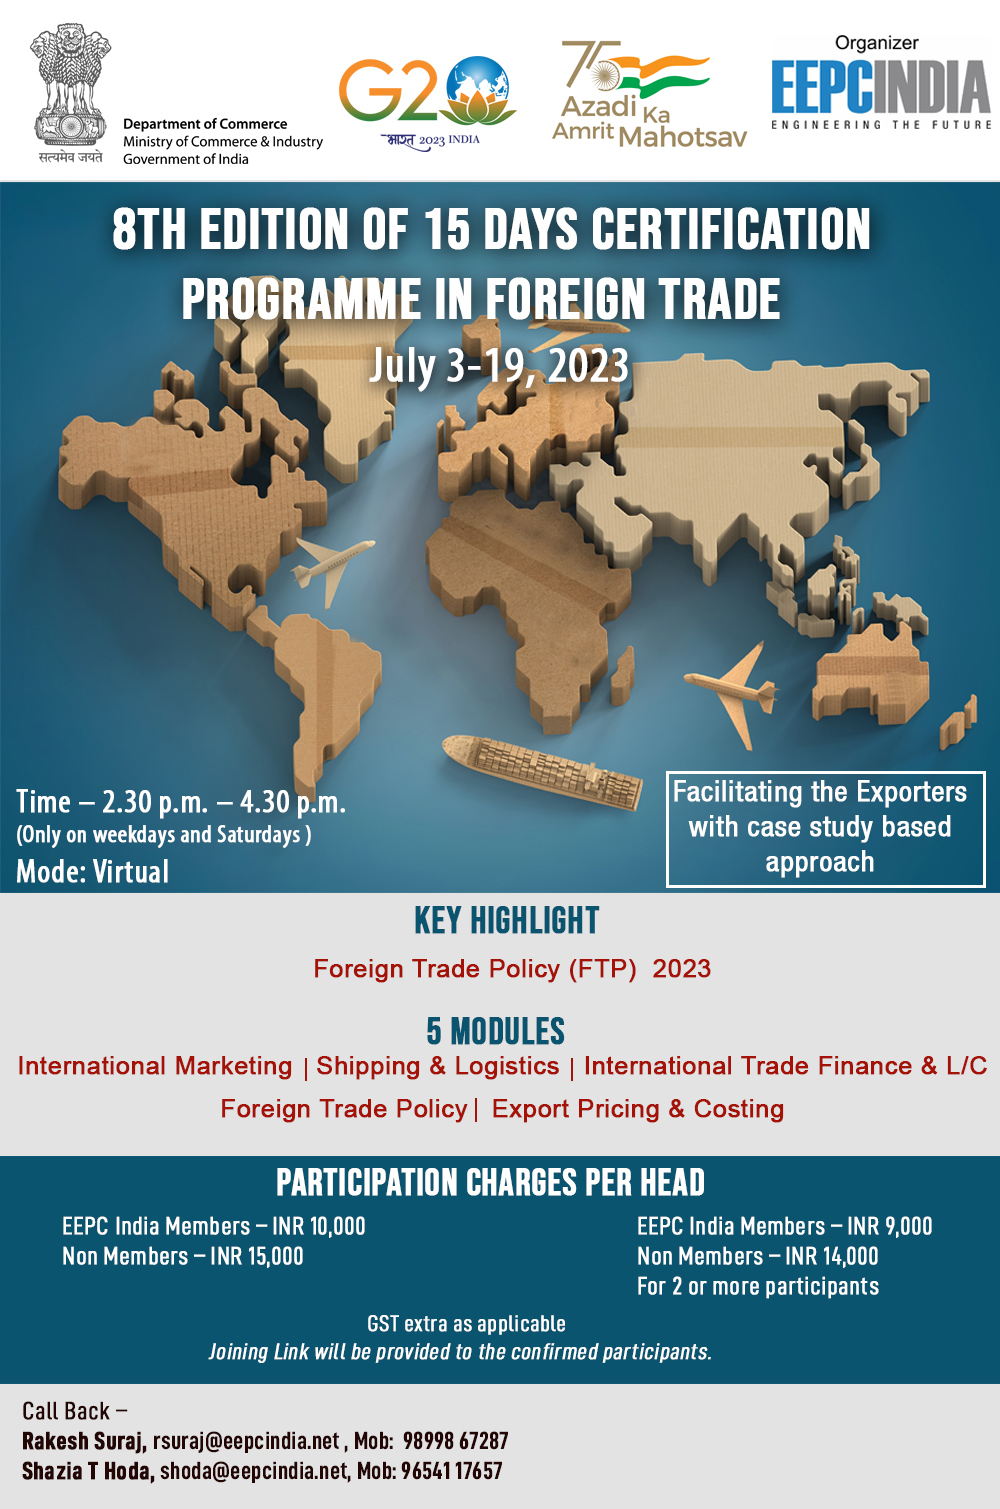 सत्यमेव जयते
Department of Commerce
Ministry of Commerce & Industry
Government of India
G20
भारत 2023 INDIA
75
Azadi Ka
Amrit Mahotsav
Organizer
EEPCINDIA
ENGINEERING THE FUTURE
8TH EDITION OF 15 DAYS CERTIFICATION
PROGRAMME IN FOREIGN TRADE
July 3-19, 2023
Time – 2.30 p.m. – 4.30 p.m.
(Only on weekdays and Saturdays )
Mode: Virtual
Facilitating the Exporters
with case study based
approach
KEY HIGHLIGHT
Foreign Trade Policy (FTP) 2023
5 MODULES
International Marketing | Shipping & Logistics | International Trade Finance & L/C
Foreign Trade Policy | Export Pricing & Costing
PARTICIPATION CHARGES PER HEAD
EEPC India Members – INR 10,000
Non Members – INR 15,000
EEPC India Members – INR 9,000
Non Members – INR 14,000
For 2 or more participants
GST extra as applicable
Joining Link will be provided to the confirmed participants.
Call Back –
Rakesh Suraj, rsuraj@eepcindia.net , Mob: 98998 67287
Shazia T Hoda, shoda@eepcindia.net, Mob: 96541 17657